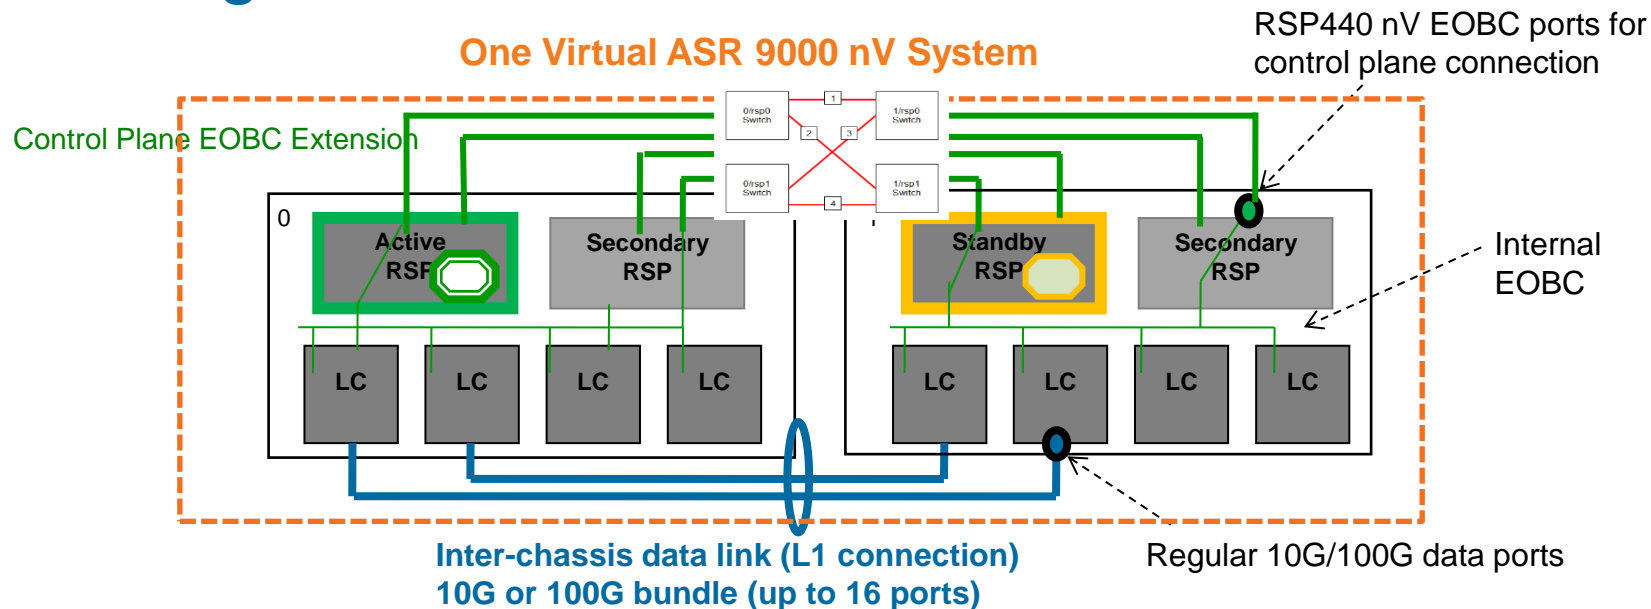 One Virtual ASR 9000 nV System
RSP440 nV EOBC ports for
control plane connection
Control Plane EOBC Extension
0/rsp0
Switch
1
1/rsp0
Switch
2
3
0/rsp1
Switch
4
1/rsp1
Switch
0
Active
RSP
Secondary
RSP
Standby
RSP
Secondary
RSP
Internal
EOBC
LC
LC
LC
LC
LC
LC
LC
LC
Inter-chassis data link (L1 connection)
10G or 100G bundle (up to 16 ports)
Regular 10G/100G data ports